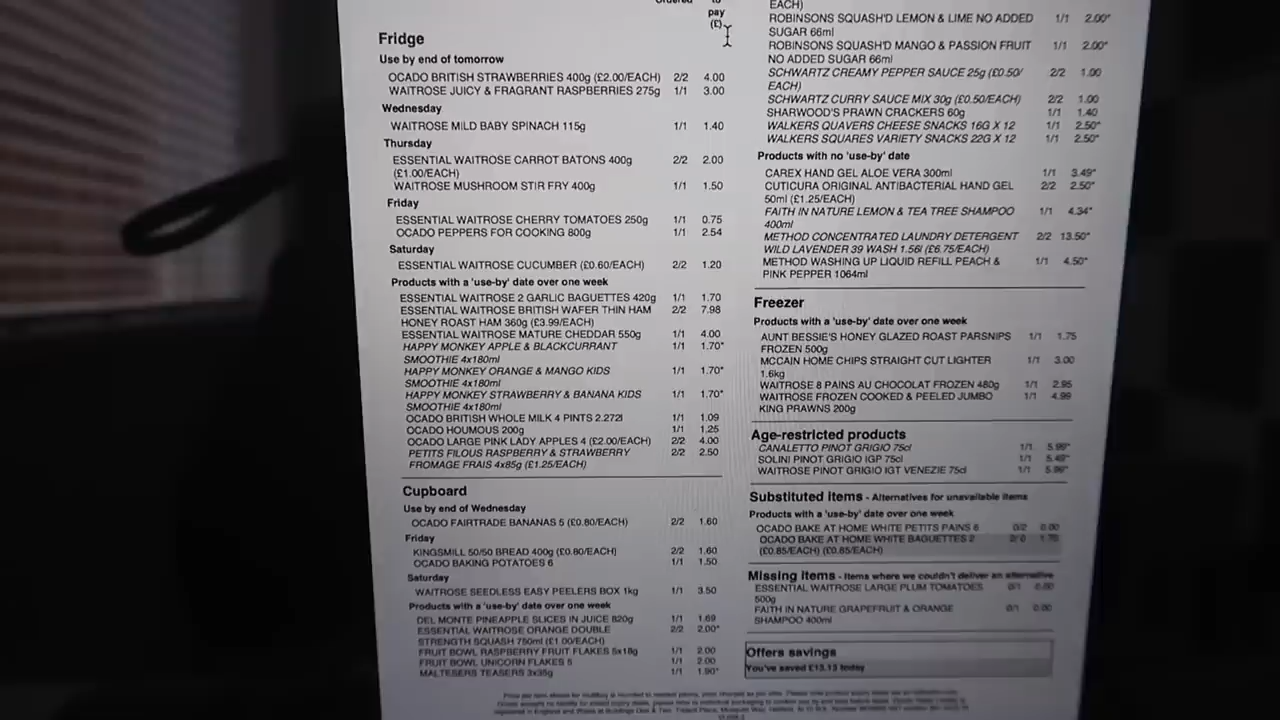 pay
(£)
Fridge
Use by end of tomorrow
OCADO BRITISH STRAWBERRIES 400g (£2.00/EACH) 2/2 4.00
WAITROSE JUICY & FRAGRANT RASPBERRIES 275g 1/1 3.00
Wednesday
WAITROSE MILD BABY SPINACH 115g 1/1 1.40
Thursday
ESSENTIAL WAITROSE CARROT BATONS 400g 2/2 2.00
(£1.00/EACH)
WAITROSE MUSHROOM STIR FRY 400g 1/1 1.50
Friday
ESSENTIAL WAITROSE CHERRY TOMATOES 250g 1/1 0.75
OCADO PEPPERS FOR COOKING 800g 1/1 2.54
Saturday
ESSENTIAL WAITROSE CUCUMBER (£0.60/EACH) 2/2 1.20
Products with a 'use-by' date over one week
ESSENTIAL WAITROSE 2 GARLIC BAGUETTES 420g 1/1 1.70
ESSENTIAL WAITROSE BRITISH WAFER THIN HAM 2/2 7.98
HONEY ROAST HAM 360g (£3.99/EACH)
ESSENTIAL WAITROSE MATURE CHEDDAR 550g 1/1 4.00
HAPPY MONKEY APPLE & BLACKCURRANT 1/1 1.70*
SMOOTHIE 4x180ml
HAPPY MONKEY ORANGE & MANGO KIDS 1/1 1.70*
SMOOTHIE 4x180ml
HAPPY MONKEY STRAWBERRY & BANANA KIDS 1/1 1.70*
SMOOTHIE 4x180ml
OCADO BRITISH WHOLE MILK 4 PINTS 2.272l 1/1 1.09
OCADO HOUMOUS 200g 1/1 1.25
OCADO LARGE PINK LADY APPLES 4 (£2.00/EACH) 2/2 4.00
PETITS FILOUS RASPBERRY & STRAWBERRY 2/2 2.50
FROMAGE FRAIS 4x85g (£1.25/EACH)
Cupboard
Use by end of Wednesday
OCADO FAIRTRADE BANANAS 5 (£0.80/EACH) 2/2 1.60
Friday
KINGSMILL 50/50 BREAD 400g (£0.80/EACH) 2/2 1.60
OCADO BAKING POTATOES 6 1/1 1.50
Saturday
WAITROSE SEEDLESS EASY PEELERS BOX 1kg 1/1 3.50
Products with a 'use-by' date over one week
DEL MONTE PINEAPPLE SLICES IN JUICE 820g 1/1 1.69
ESSENTIAL WAITROSE ORANGE DOUBLE 2/2 2.00*
STRENGTH SQUASH 750ml (£1.00/EACH)
FRUIT BOWL RASPBERRY FRUIT FLAKES 5x18g 1/1 2.00
FRUIT BOWL UNICORN FLAKES 5 1/1 2.00
MALTESERS TEASERS 3x35g 1/1 1.90*
EACH)
ROBINSONS SQUASH'D LEMON & LIME NO ADDED 1/1 2.00*
SUGAR 66ml
ROBINSONS SQUASH'D MANGO & PASSION FRUIT 1/1 2.00*
NO ADDED SUGAR 66ml
SCHWARTZ CREAMY PEPPER SAUCE 25g (£0.50/ 2/2 1.00
EACH)
SCHWARTZ CURRY SAUCE MIX 30g (£0.50/EACH) 2/2 1.00
SHARWOOD'S PRAWN CRACKERS 60g 1/1 1.40
WALKERS QUAVERS CHEESE SNACKS 16G X 12 1/1 2.50*
WALKERS SQUARES VARIETY SNACKS 22G X 12 1/1 2.50*
Products with no 'use-by' date
CAREX HAND GEL ALOE VERA 300ml 1/1 3.49*
CUTICURA ORIGINAL ANTIBACTERIAL HAND GEL 2/2 2.50*
50ml (£1.25/EACH)
FAITH IN NATURE LEMON & TEA TREE SHAMPOO 1/1 4.34*
400ml
METHOD CONCENTRATED LAUNDRY DETERGENT 2/2 13.50*
WILD LAVENDER 39 WASH 1.56l (£6.75/EACH)
METHOD WASHING UP LIQUID REFILL PEACH & 1/1 4.50*
PINK PEPPER 1064ml
Freezer
Products with a 'use-by' date over one week
AUNT BESSIE'S HONEY GLAZED ROAST PARSNIPS 1/1 1.75
FROZEN 500g
MCCAIN HOME CHIPS STRAIGHT CUT LIGHTER 1/1 3.00
1.6kg
WAITROSE 8 PAINS AU CHOCOLAT FROZEN 480g 1/1 2.95
WAITROSE FROZEN COOKED & PEELED JUMBO 1/1 4.99
KING PRAWNS 200g
Age-restricted products
CANALETTO PINOT GRIGIO 75cl 1/1
SOLINI PINOT GRIGIO IGP 75cl 1/1 5.49*
WAITROSE PINOT GRIGIO IGT VENEZIE 75cl 1/1
Substituted items - Alternatives for unavailable items
Products with a 'use-by' date over one week
OCADO BAKE AT HOME WHITE PETITS PAINS 6 0/2 0.00
OCADO BAKE AT HOME WHITE BAGUETTES 2 2/0 1.70
(£0.85/EACH) (£0.85/EACH)
Missing items - Items where we couldn't deliver an alternative
ESSENTIAL WAITROSE LARGE PLUM TOMATOES 0/1 0.00
500g
FAITH IN NATURE GRAPEFRUIT & ORANGE 0/1 0.00
SHAMPOO 400ml
Offers savings
You've saved £13.13 today